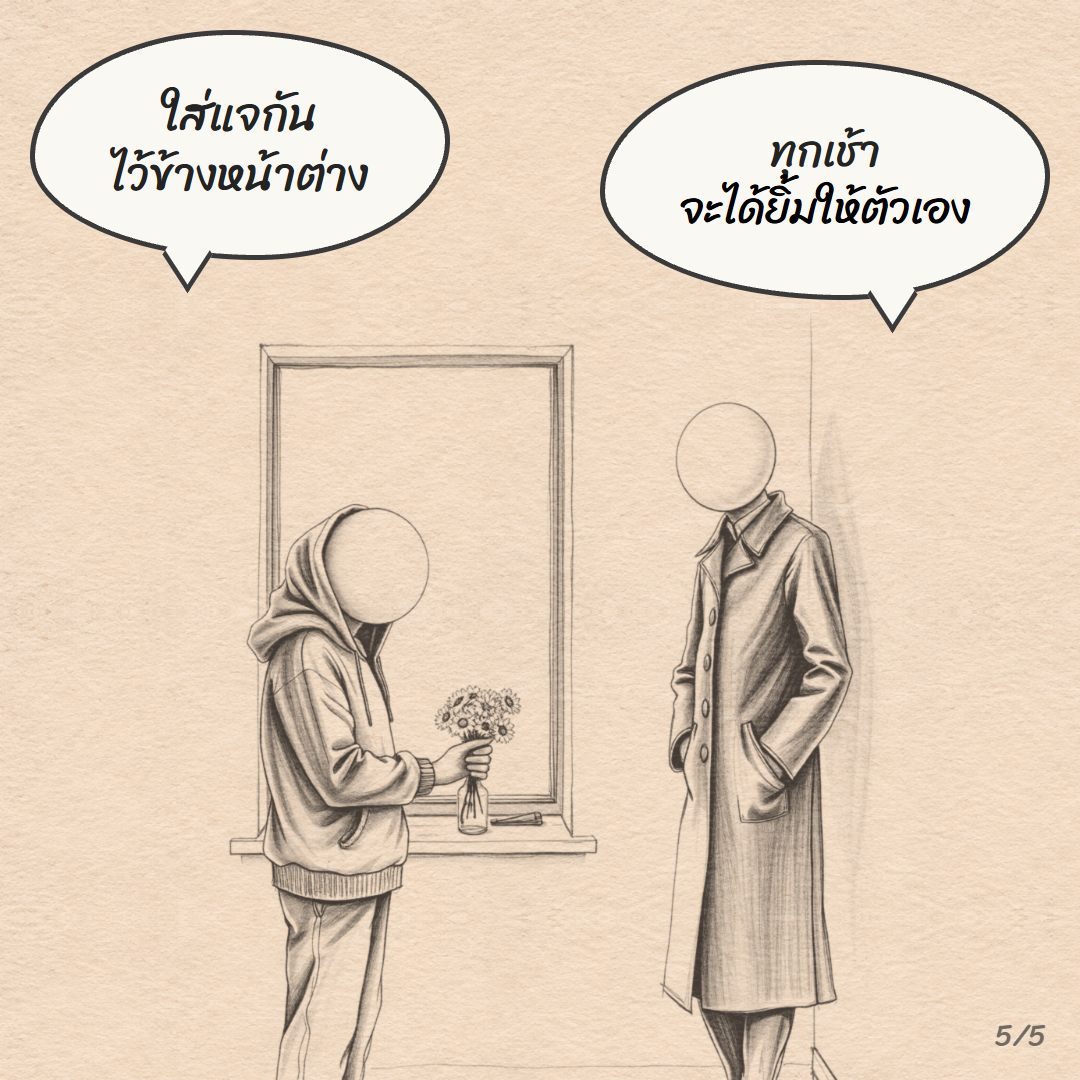 ใส่แจกัน
ไว้ข้างหน้าต่าง
ทุกเช้า
จะได้ยิ้มให้ตัวเอง
5/5